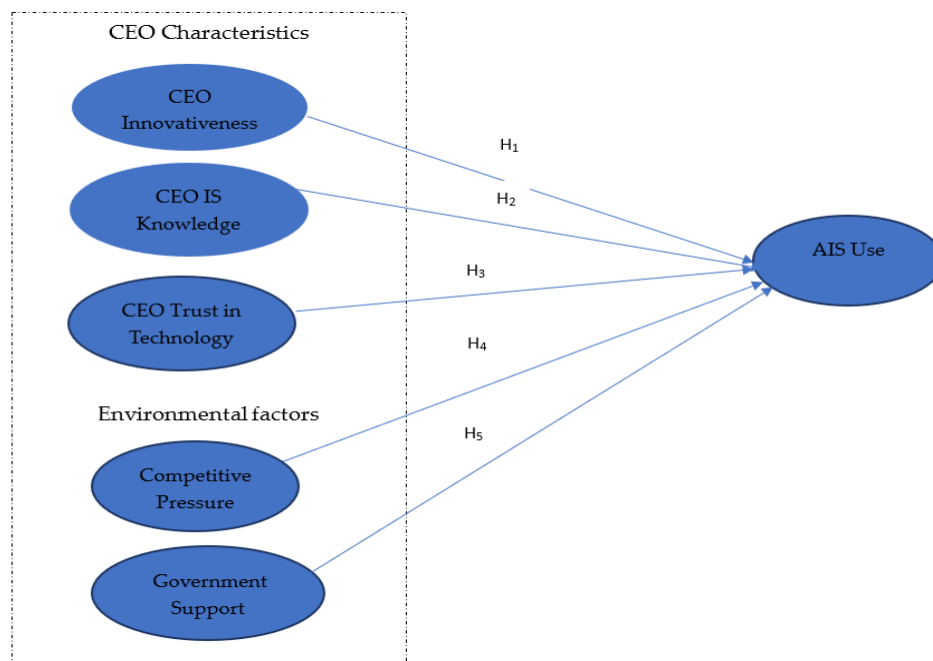 CEO Characteristics
CEO
Innovativeness
H1
CEO IS
Knowledge
H2
AIS Use
CEO Trust in
Technology
H3
H4
Environmental factors
H5
Competitive
Pressure
Government
Support